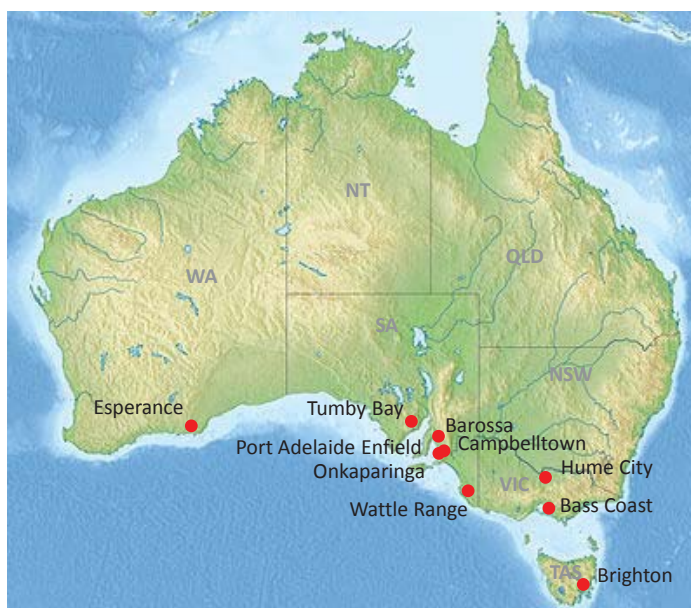 NT
QLD
WA
SA
NSW
Esperance
Tumby Bay
Barossa
Port Adelaide Enfield
Campbelltown
Onkaparinga
Hume City
VIC
Wattle Range
Bass Coast
TAS
Brighton